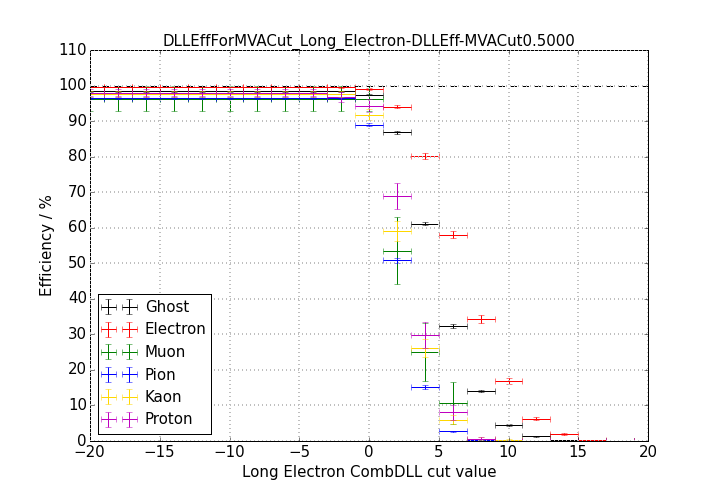 DLLEffForMVACut_Long_Electron-DLLEff-MVACut0.5000
110
100
90
80
70
60
50
40
30
20
10
0
Efficiency / %
Ghost
Electron
Muon
Pion
Kaon
Proton
−20 −15 −10 −5 0 5 10 15 20
Long Electron CombDLL cut value